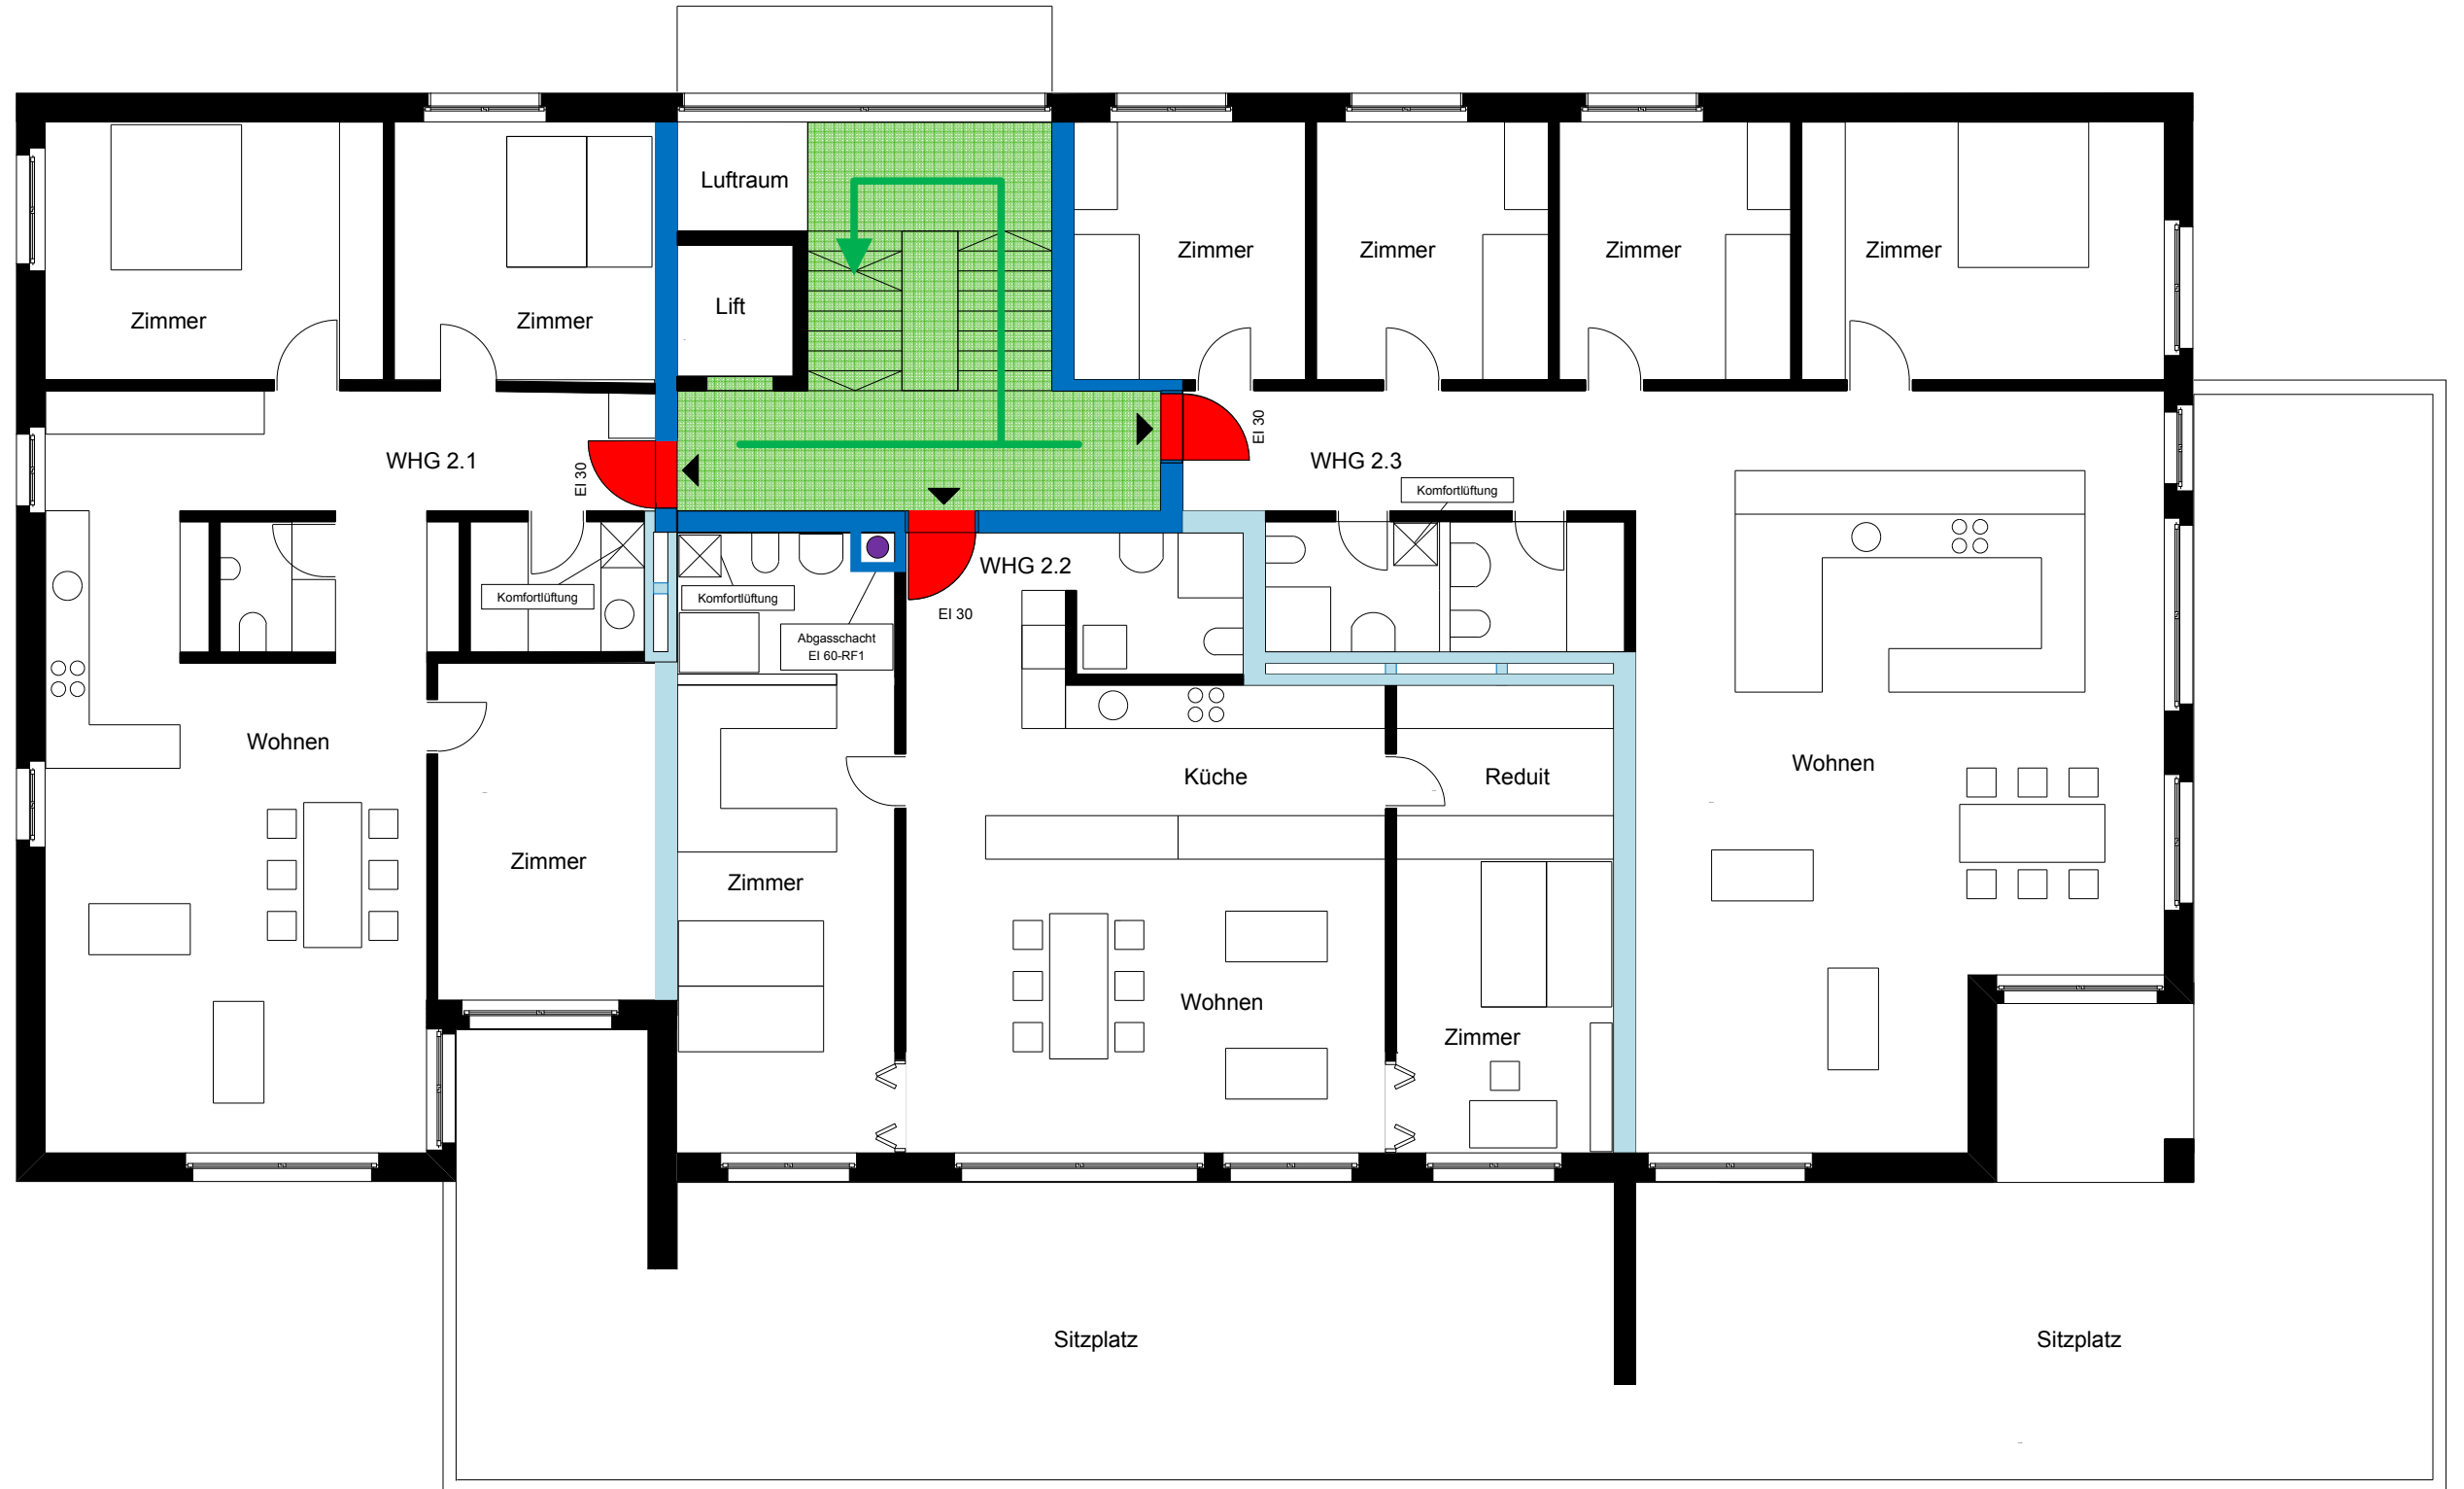 Luftraum
Zimmer
Zimmer
Zimmer
Zimmer
Lift
Zimmer
Zimmer
EI 30
WHG 2.1
WHG 2.3
EI 30
Komfortlüftung
WHG 2.2
Komfortlüftung
Komfortlüftung
EI 30
Abgasschacht
EI 60-RF1
Wohnen
Küche
Reduit
Wohnen
Zimmer
Zimmer
Wohnen
Zimmer
Sitzplatz
Sitzplatz